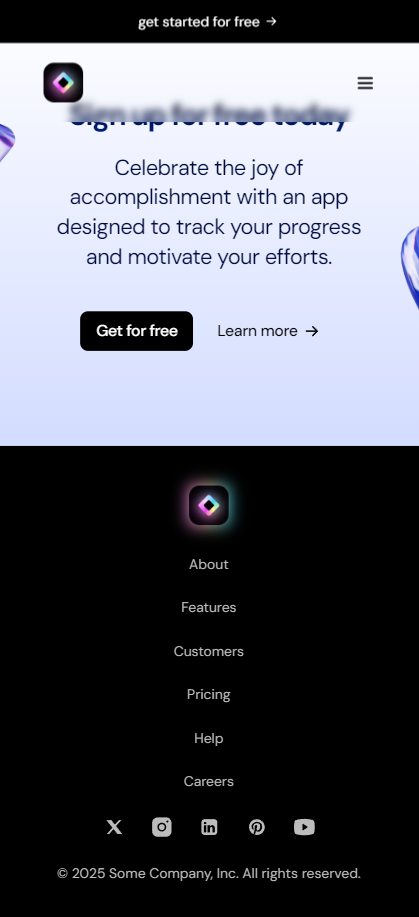 get started for free →
Sign up for free today
Celebrate the joy of
accomplishment with an app
designed to track your progress
and motivate your efforts.
Get for free
Learn more →
About
Features
Customers
Pricing
Help
Careers
© 2025 Some Company, Inc. All rights reserved.